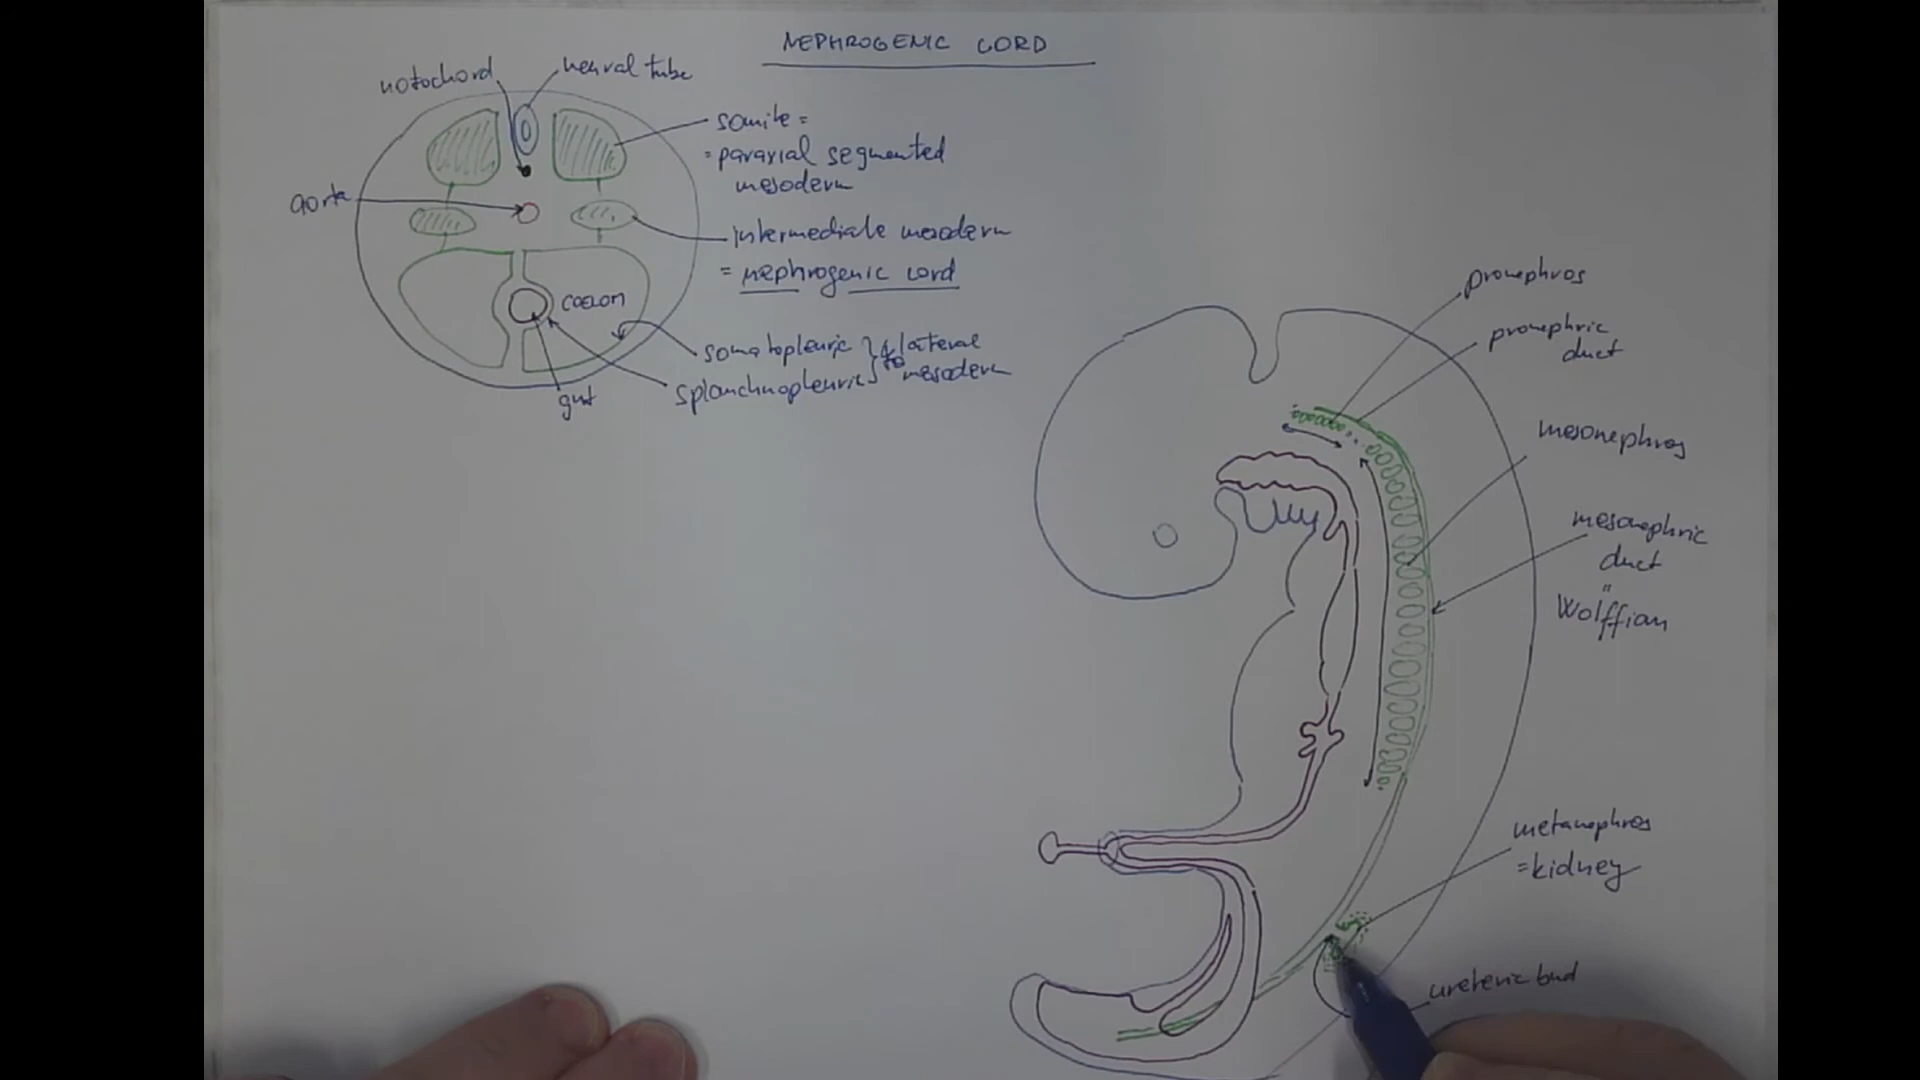 NEPHROGENIC CORD
notochord
neural tube
somite =
= paraxial segmented
mesoderm
aorta
intermediate mesoderm
= nephrogenic cord
COELOM
somatopleuric
splanchnopleuric
lateral
mesoderm
gut
pronephros
pronephric
duct
mesonephros
mesonephric
duct
"
Wolffian
metanephros
=kidney
ureteric bud